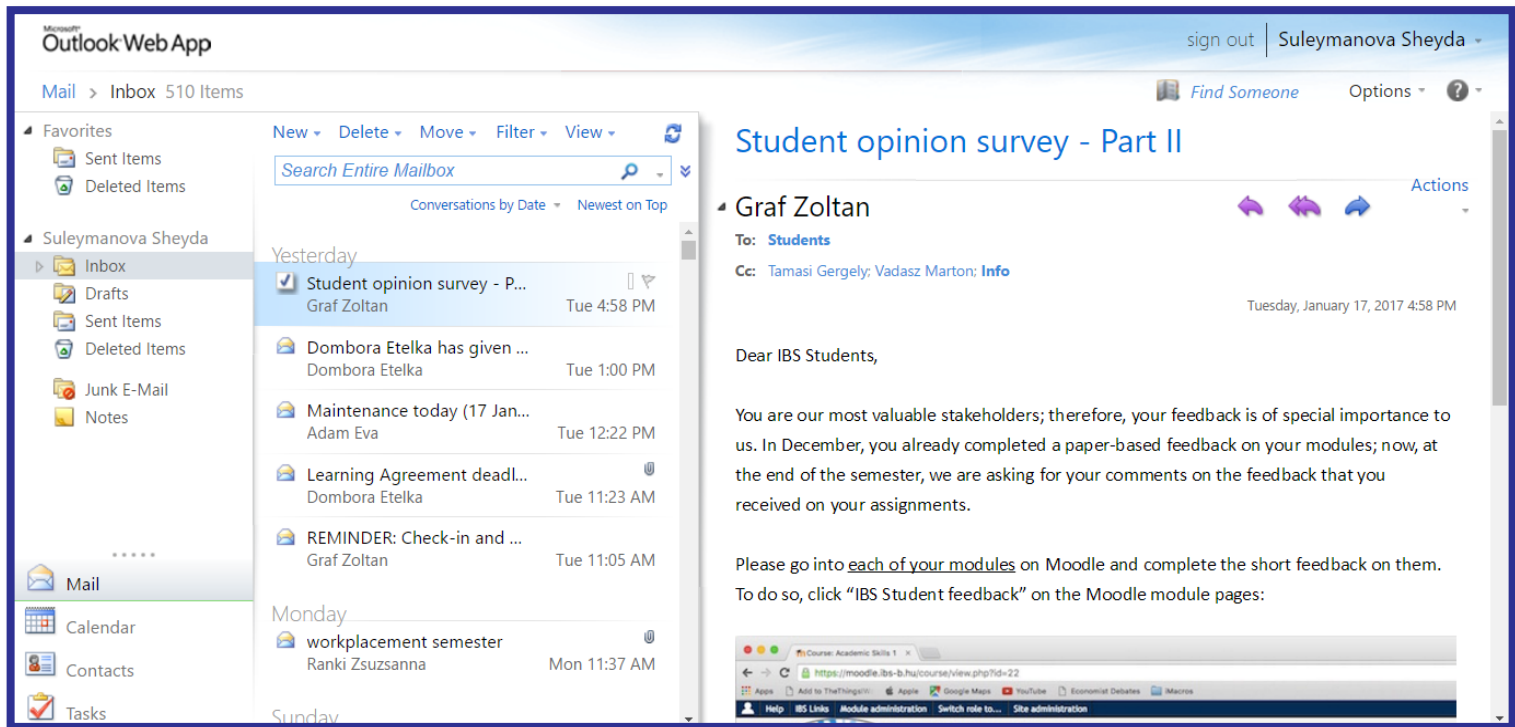 Microsoft®
Outlook Web App
sign out Suleymanova Sheyda
Mail > Inbox 510 Items
Find Someone Options ?
Favorites
Sent Items
Deleted Items
Suleymanova Sheyda
Inbox
Drafts
Sent Items
Deleted Items
Junk E-Mail
Notes
Mail
Calendar
Contacts
Tasks
New Delete Move Filter View
Search Entire Mailbox
Conversations by Date Newest on Top
Yesterday
Student opinion survey - P...
Graf Zoltan Tue 4:58 PM
Dombora Etelka has given ...
Dombora Etelka Tue 1:00 PM
Maintenance today (17 Jan...
Adam Eva Tue 12:22 PM
Learning Agreement deadl...
Dombora Etelka Tue 11:23 AM
REMINDER: Check-in and ...
Graf Zoltan Tue 11:05 AM
Monday
workplacement semester
Ranki Zsuzsanna Mon 11:37 AM
Sunday
Student opinion survey - Part II
Actions
Graf Zoltan
To: Students
Cc: Tamasi Gergely; Vadasz Marton; Info
Tuesday, January 17, 2017 4:58 PM
Dear IBS Students,
You are our most valuable stakeholders; therefore, your feedback is of special importance to
us. In December, you already completed a paper-based feedback on your modules; now, at
the end of the semester, we are asking for your comments on the feedback that you
received on your assignments.
Please go into each of your modules on Moodle and complete the short feedback on them.
To do so, click “IBS Student feedback” on the Moodle module pages:
Course: Academic Skills 1 ×
https://moodle.ibs-b.hu/course/view.php?id=22
Apps Add to TheThingsIW Apple Google Maps YouTube Economist Debates iMacros
Help IBS Links Module administration Switch role to... Site administration